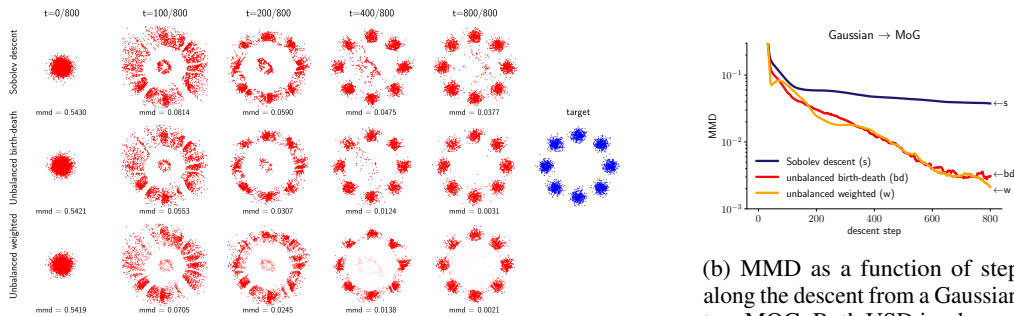 t=0/800 t=100/800 t=200/800 t=400/800 t=800/800
Sobolev descent
mmd = 0.5430 mmd = 0.0814 mmd = 0.0590 mmd = 0.0475 mmd = 0.0377
Unbalanced birth-death
target
mmd = 0.5421 mmd = 0.0553 mmd = 0.0307 mmd = 0.0124 mmd = 0.0031
Unbalanced weighted
mmd = 0.5419 mmd = 0.0705 mmd = 0.0245 mmd = 0.0138 mmd = 0.0021
Gaussian → MoG
MMD
10⁻¹
10⁻²
10⁻³
←s
←bd
←w
Sobolev descent (s)
unbalanced birth-death (bd)
unbalanced weighted (w)
0 200 400 600 800
descent step
(b) MMD as a function of step
along the descent from a Gaussian